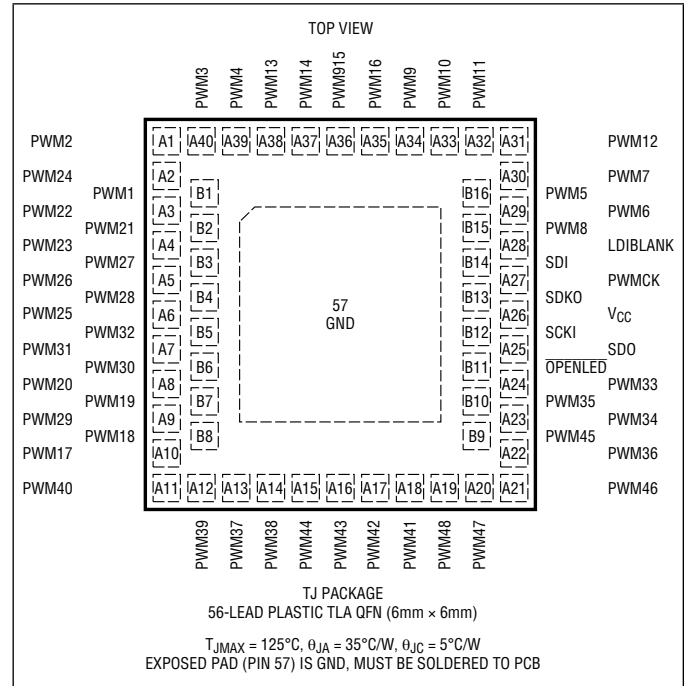 TOP VIEW
PWM3 PWM4 PWM13 PWM14 PWM915 PWM16 PWM9 PWM10 PWM11
PWM2 A1 A40 A39 A38 A37 A36 A35 A34 A33 A32 A31 PWM12
PWM24 A2 A30 PWM7
PWM1 B1 B16 PWM5
PWM22 A3 A29 PWM6
PWM21 B2 B15 PWM8
PWM23 A4 A28 LDIBLANK
PWM27 B3 B14 SDI
PWM26 A5 A27 PWMCK
PWM28 B4 B13 SDKO
PWM25 A6 A26 VCC
57
GND
PWM32 B5 B12 SCKI
PWM31 A7 A25 SDO
PWM30 B6 B11 OPENLED
PWM20 A8 A24 PWM33
PWM19 B7 B10 PWM35
PWM29 A9 A23 PWM34
PWM18 B8 B9 PWM45
PWM17 A10 A22 PWM36
PWM40 A11 A12 A13 A14 A15 A16 A17 A18 A19 A20 A21 PWM46
PWM39 PWM37 PWM38 PWM44 PWM43 PWM42 PWM41 PWM48 PWM47
TJ PACKAGE
56-LEAD PLASTIC TLA QFN (6mm × 6mm)
TJMAX = 125°C, θJA = 35°C/W, θJC = 5°C/W
EXPOSED PAD (PIN 57) IS GND, MUST BE SOLDERED TO PCB